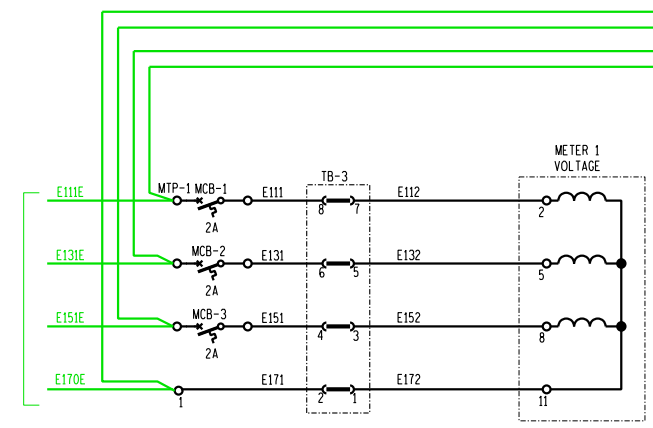 METER 1
VOLTAGE
TB-3
E111E MTP-1 MCB-1 E111 E112
8 7 2
2A
E131E MCB-2 E131 E132
6 5 5
2A
E151E MCB-3 E151 E152
4 3 8
2A
E170E E171 E172
1 2 1 11